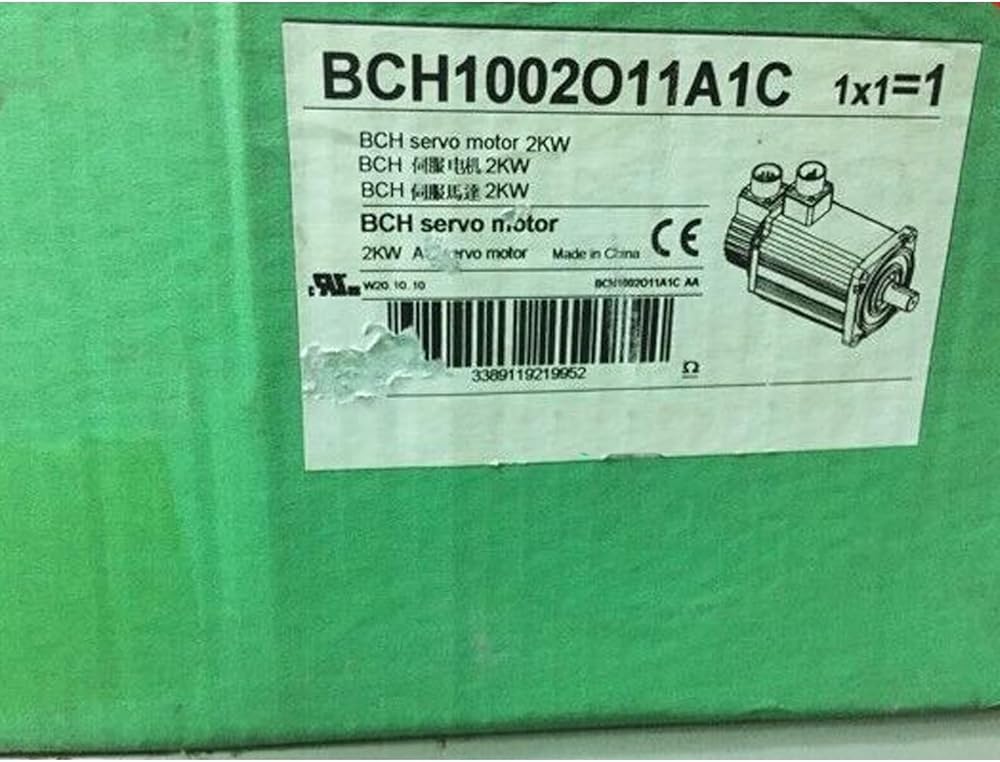 BCH1002O11A1C 1x1=1
BCH servo motor 2KW
BCH 伺服电机 2KW
BCH 伺服馬達 2KW
BCH servo motor
2KW servo motor Made in China
CE
W20.10.10 BCH1002O11A1C AA
3389119219952 Ω